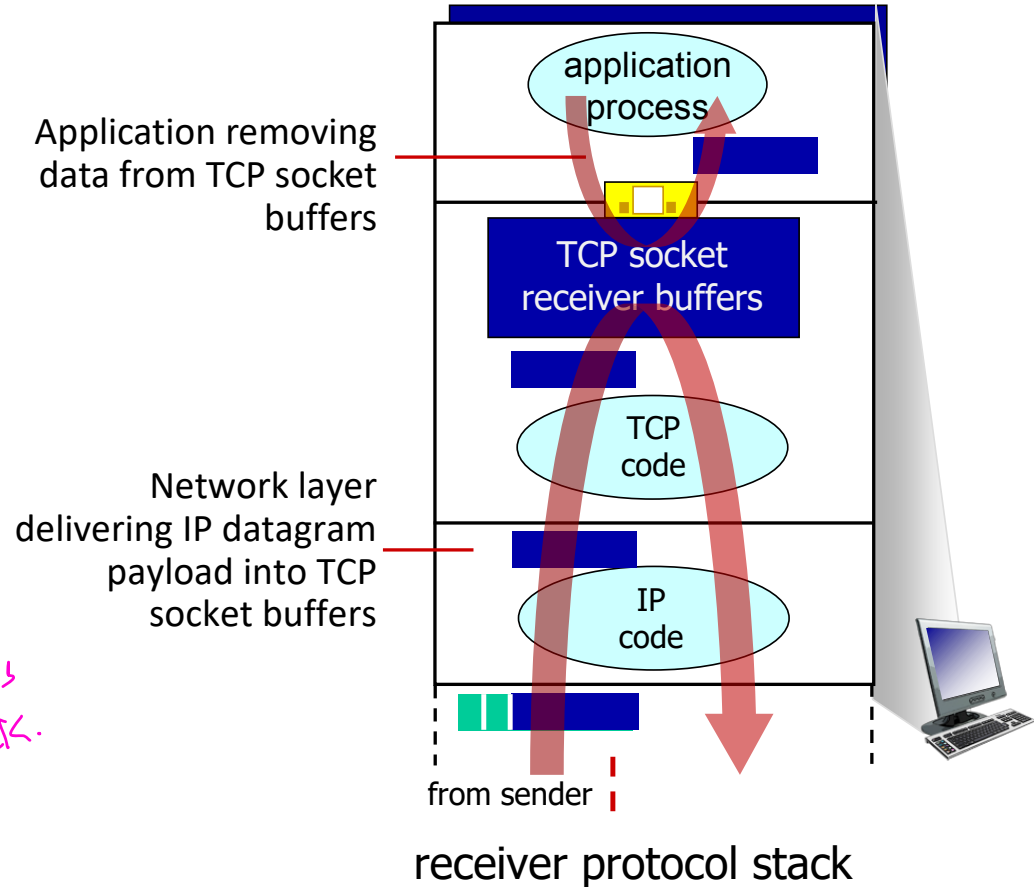 application
process
Application removing
data from TCP socket
buffers
TCP socket
receiver buffers
TCP
code
Network layer
delivering IP datagram
payload into TCP
socket buffers
IP
code
from sender
receiver protocol stack